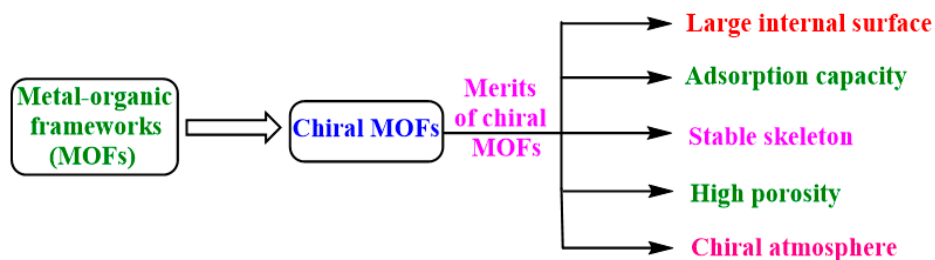 Metal-organic
frameworks
(MOFs)
Chiral MOFs
Merits
of chiral
MOFs
Large internal surface
Adsorption capacity
Stable skeleton
High porosity
Chiral atmosphere